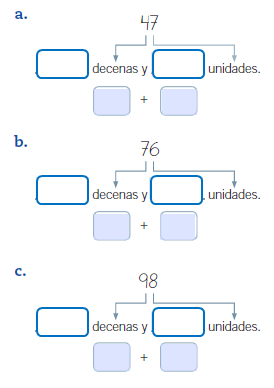 a.
47
decenas y unidades.
+
b.
76
decenas y unidades.
+
c.
98
decenas y unidades.
+